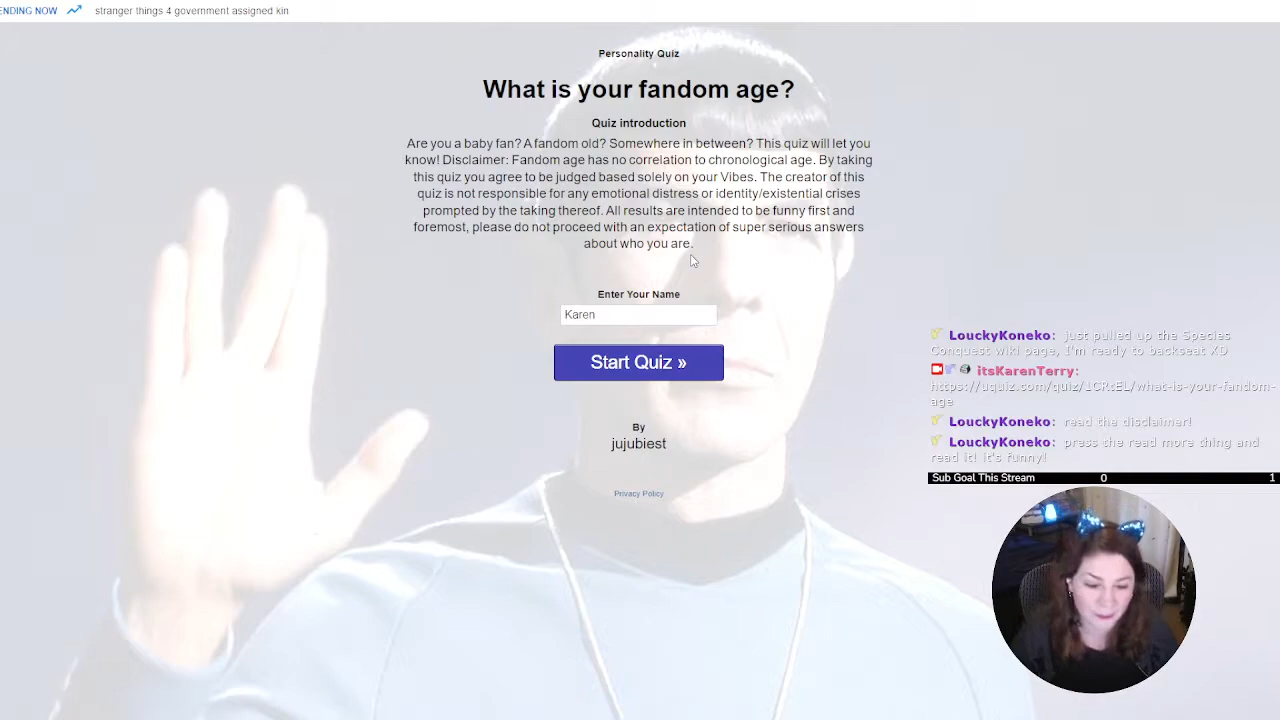 ENDING NOW stranger things 4 government assigned kin
Personality Quiz
What is your fandom age?
Quiz introduction
Are you a baby fan? A fandom old? Somewhere in between? This quiz will let you
know! Disclaimer: Fandom age has no correlation to chronological age. By taking
this quiz you agree to be judged based solely on your Vibes. The creator of this
quiz is not responsible for any emotional distress or identity/existential crises
prompted by the taking thereof. All results are intended to be funny first and
foremost, please do not proceed with an expectation of super serious answers
about who you are.
Enter Your Name
Karen
Start Quiz »
By
jujubiest
Privacy Policy
LouckyKoneko: just pulled up the Species
Conquest wiki page, I'm ready to backseat XD
itsKarenTerry:
https://uquiz.com/quiz/1CRtEL/what-is-your-fandom-
age
LouckyKoneko: read the disclaimer!
LouckyKoneko: press the read more thing and
read it! it's funny!
Sub Goal This Stream 0 1